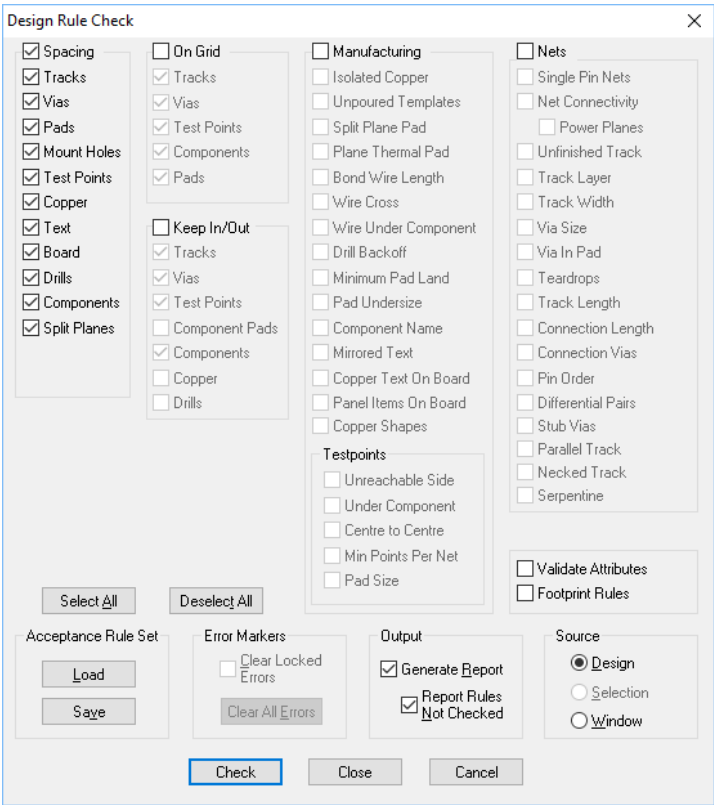 Design Rule Check
Spacing
Tracks
Vias
Pads
Mount Holes
Test Points
Copper
Text
Board
Drills
Components
Split Planes
On Grid
Tracks
Vias
Test Points
Components
Pads
Keep In/Out
Tracks
Vias
Test Points
Component Pads
Components
Copper
Drills
Manufacturing
Isolated Copper
Unpoured Templates
Split Plane Pad
Plane Thermal Pad
Bond Wire Length
Wire Cross
Wire Under Component
Drill Backoff
Minimum Pad Land
Pad Undersize
Component Name
Mirrored Text
Copper Text On Board
Panel Items On Board
Copper Shapes
Testpoints
Unreachable Side
Under Component
Centre to Centre
Min Points Per Net
Pad Size
Nets
Single Pin Nets
Net Connectivity
Power Planes
Unfinished Track
Track Layer
Track Width
Via Size
Via In Pad
Teardrops
Track Length
Connection Length
Connection Vias
Pin Order
Differential Pairs
Stub Vias
Parallel Track
Necked Track
Serpentine
Validate Attributes
Footprint Rules
Select All
Deselect All
Acceptance Rule Set
Load
Save
Error Markers
Clear Locked
Errors
Clear All Errors
Output
Generate Report
Report Rules
Not Checked
Source
Design
Selection
Window
Check
Close
Cancel